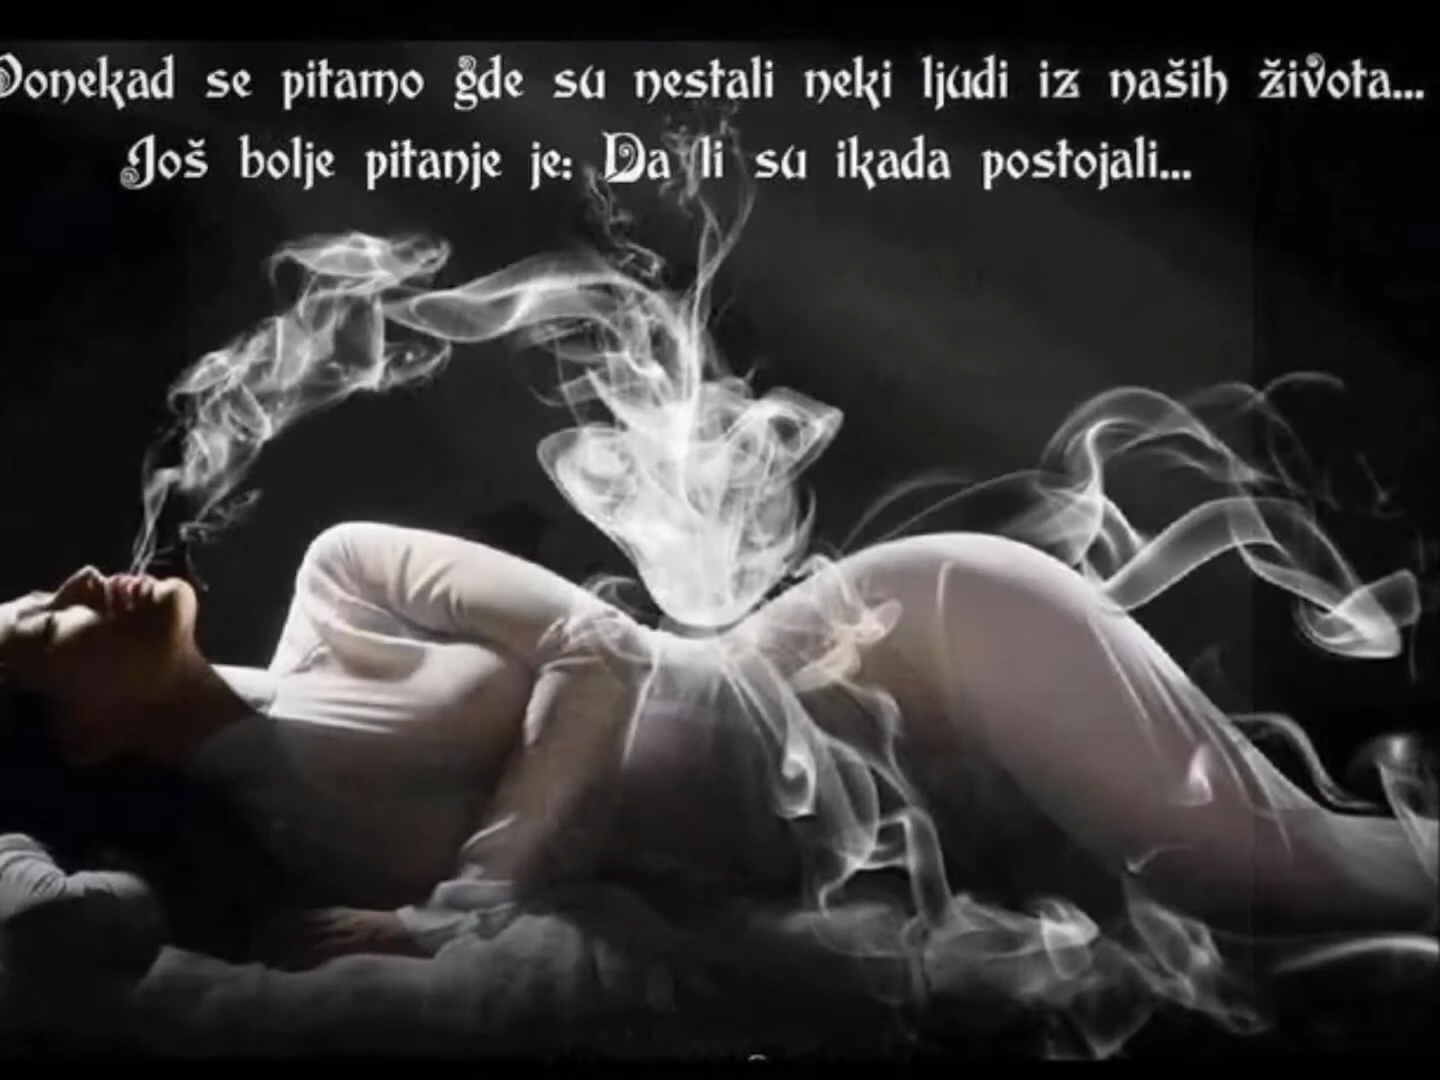 Ponekad se pitamo gde su nestali neki ljudi iz naših života...
Još bolje pitanje je: Da li su ikada postojali...